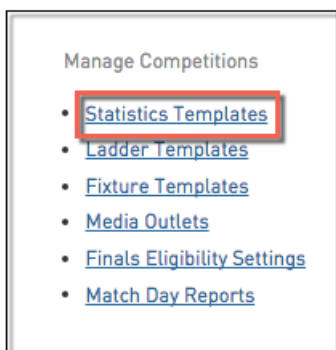 Manage Competitions
• Statistics Templates
• Ladder Templates
• Fixture Templates
• Media Outlets
• Finals Eligibility Settings
• Match Day Reports